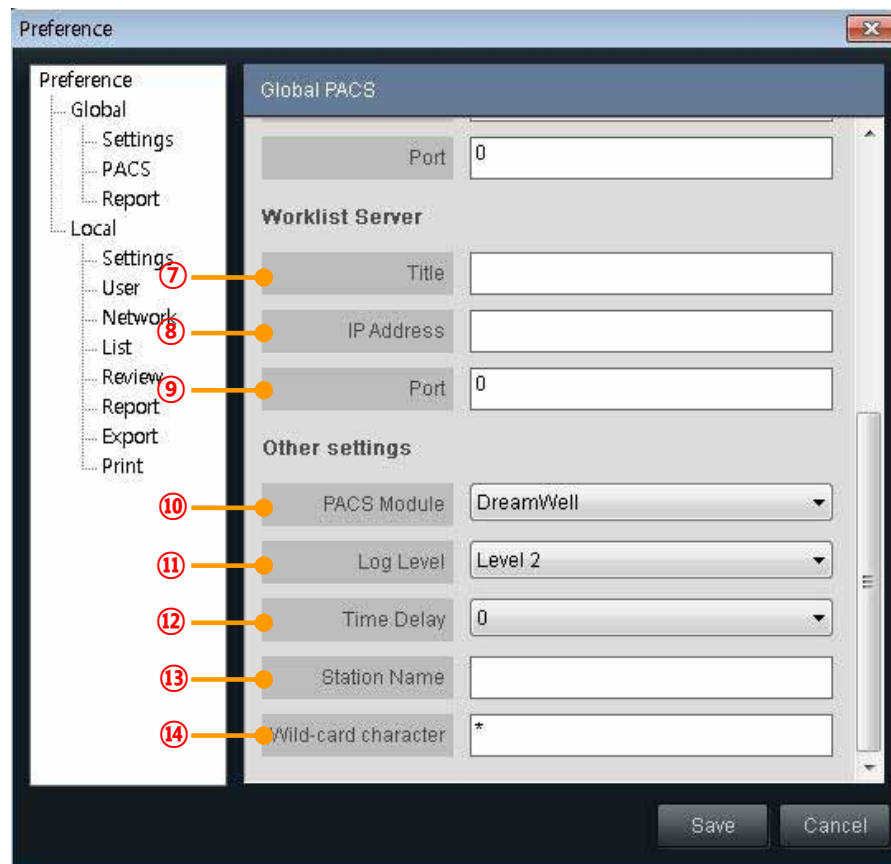 Preference
Preference
Global
Settings
PACS
Report
Local
Settings
User
Network
List
Review
Report
Export
Print
Global PACS
Port 0
Worklist Server
⑦ Title
⑧ IP Address
⑨ Port 0
Other settings
⑩ PACS Module DreamWell
⑪ Log Level Level 2
⑫ Time Delay 0
⑬ Station Name
⑭ Wild-card character *
Save Cancel